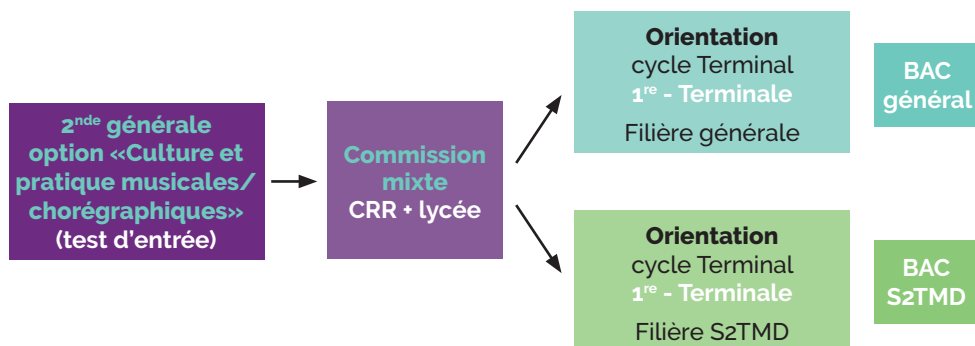 2nde générale
option «Culture et
pratique musicales/
chorégraphiques»
(test d'entrée)
Commission
mixte
CRR + lycée
Orientation
cycle Terminal
1re - Terminale
Filière générale
BAC
général
Orientation
cycle Terminal
1re - Terminale
Filière S2TMD
BAC
S2TMD